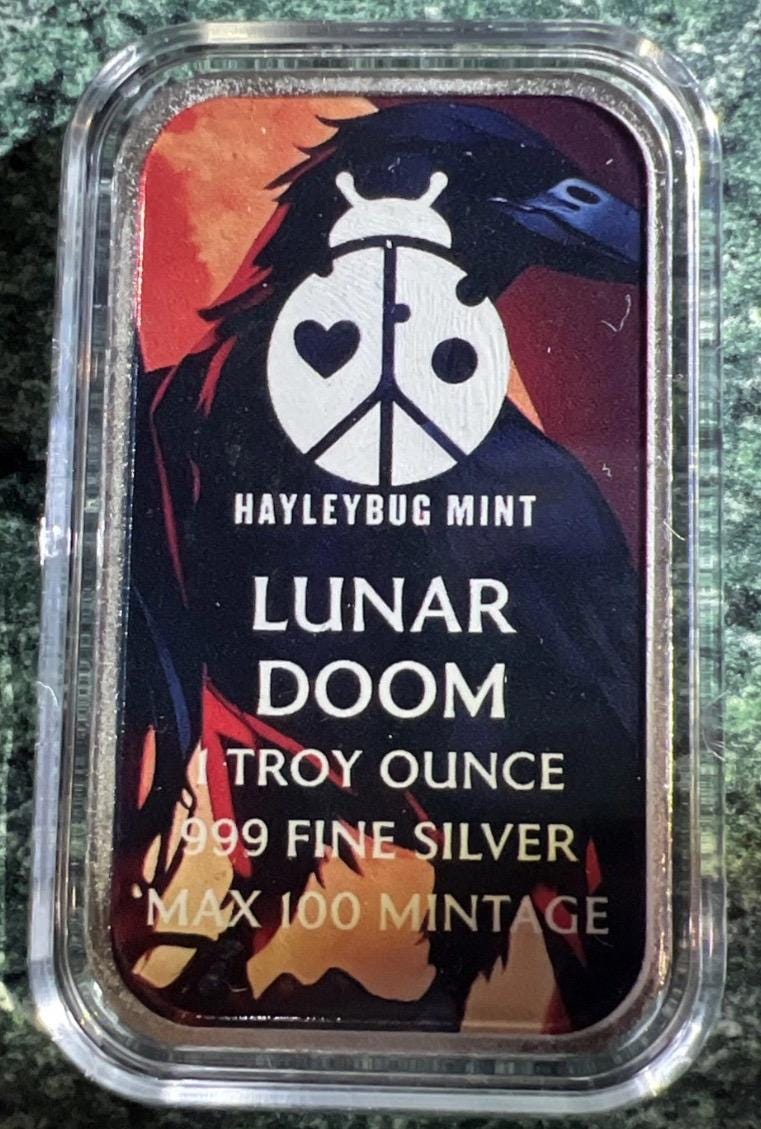 HAYLEYBUG MINT
LUNAR
DOOM
1 TROY OUNCE
999 FINE SILVER
MAX 100 MINTAGE